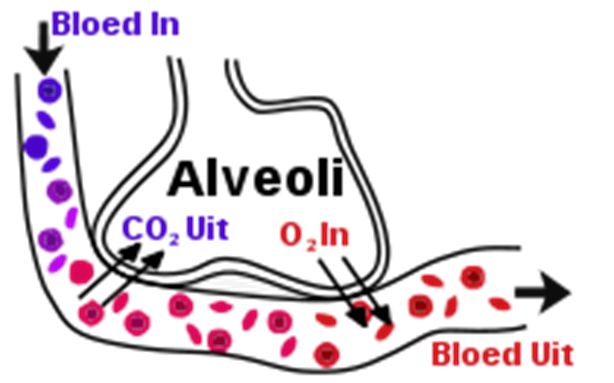 Bloed In
Alveoli
CO₂ Uit
O₂ In
Bloed Uit